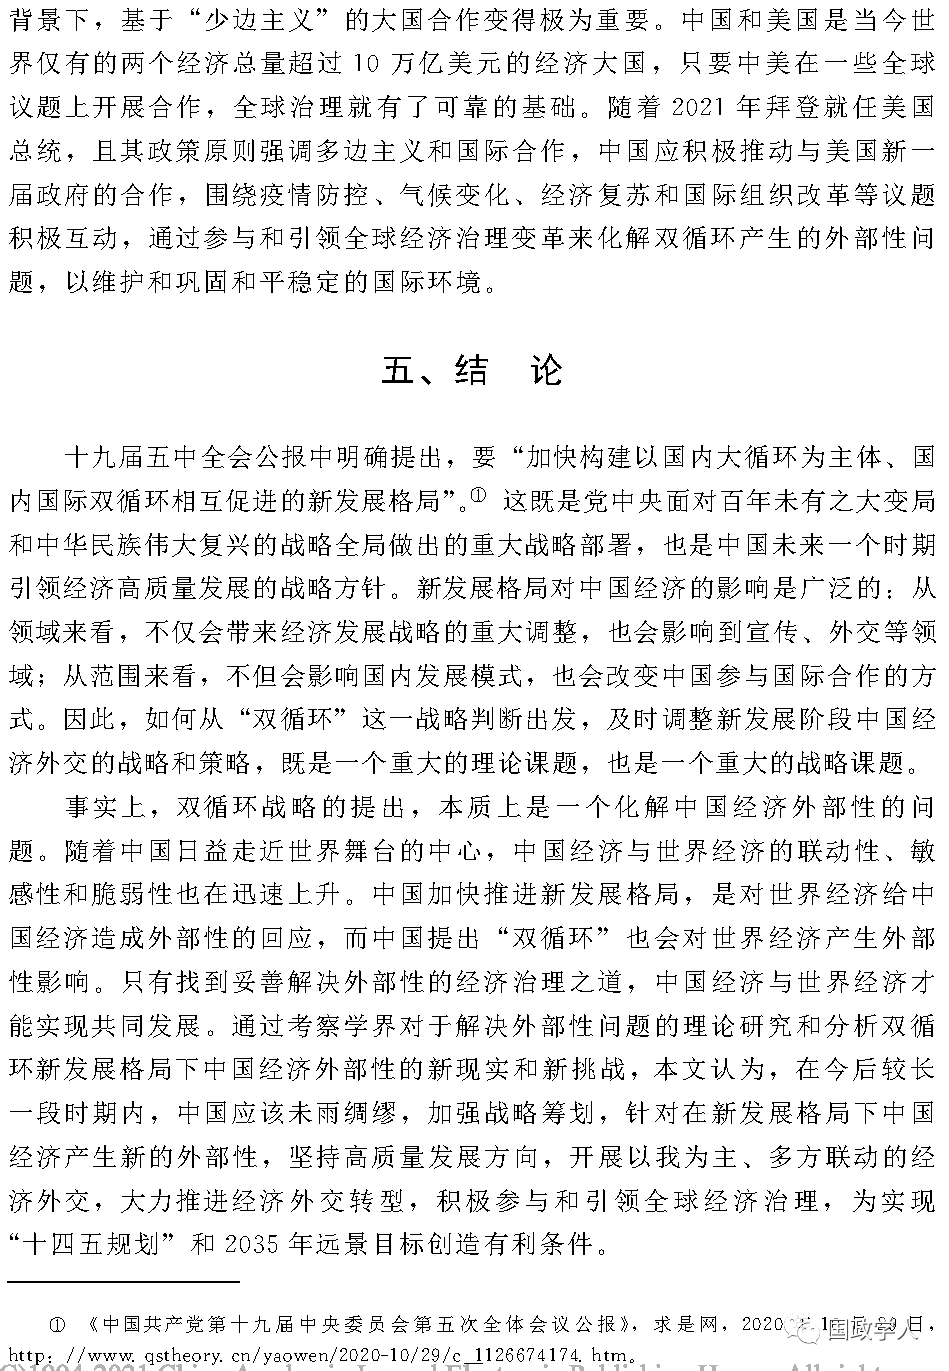 背景下，基于“少边主义”的大国合作变得极为重要。中国和美国是当今世
界仅有的两个经济总量超过 10 万亿美元的经济大国，只要中美在一些全球
议题上开展合作，全球治理就有了可靠的基础。随着 2021 年拜登就任美国
总统，且其政策原则强调多边主义和国际合作，中国应积极推动与美国新一
届政府的合作，围绕疫情防控、气候变化、经济复苏和国际组织改革等议题
积极互动，通过参与和引领全球经济治理变革来化解双循环产生的外部性问
题，以维护和巩固和平稳定的国际环境。
五、结　论
十九届五中全会公报中明确提出，要“加快构建以国内大循环为主体、国
内国际双循环相互促进的新发展格局”。① 这既是党中央面对百年未有之大变局
和中华民族伟大复兴的战略全局做出的重大战略部署，也是中国未来一个时期
引领经济高质量发展的战略方针。新发展格局对中国经济的影响是广泛的：从
领域来看，不仅会带来经济发展战略的重大调整，也会影响到宣传、外交等领
域；从范围来看，不但会影响国内发展模式，也会改变中国参与国际合作的方
式。因此，如何从“双循环”这一战略判断出发，及时调整新发展阶段中国经
济外交的战略和策略，既是一个重大的理论课题，也是一个重大的战略课题。
事实上，双循环战略的提出，本质上是一个化解中国经济外部性的问
题。随着中国日益走近世界舞台的中心，中国经济与世界经济的联动性、敏
感性和脆弱性也在迅速上升。中国加快推进新发展格局，是对世界经济给中
国经济造成外部性的回应，而中国提出“双循环”也会对世界经济产生外部
性影响。只有找到妥善解决外部性的经济治理之道，中国经济与世界经济才
能实现共同发展。通过考察学界对于解决外部性问题的理论研究和分析双循
环新发展格局下中国经济外部性的新现实和新挑战，本文认为，在今后较长
一段时期内，中国应该未雨绸缪，加强战略筹划，针对在新发展格局下中国
经济产生新的外部性，坚持高质量发展方向，开展以我为主、多方联动的经
济外交，大力推进经济外交转型，积极参与和引领全球经济治理，为实现
“十四五规划”和 2035 年远景目标创造有利条件。
① 《中国共产党第十九届中央委员会第五次全体会议公报》，求是网，2020 年 10 月 29 日，
http：//www.qstheory.cn/yaowen/2020-10/29/c_1126674174.htm。
国政学人